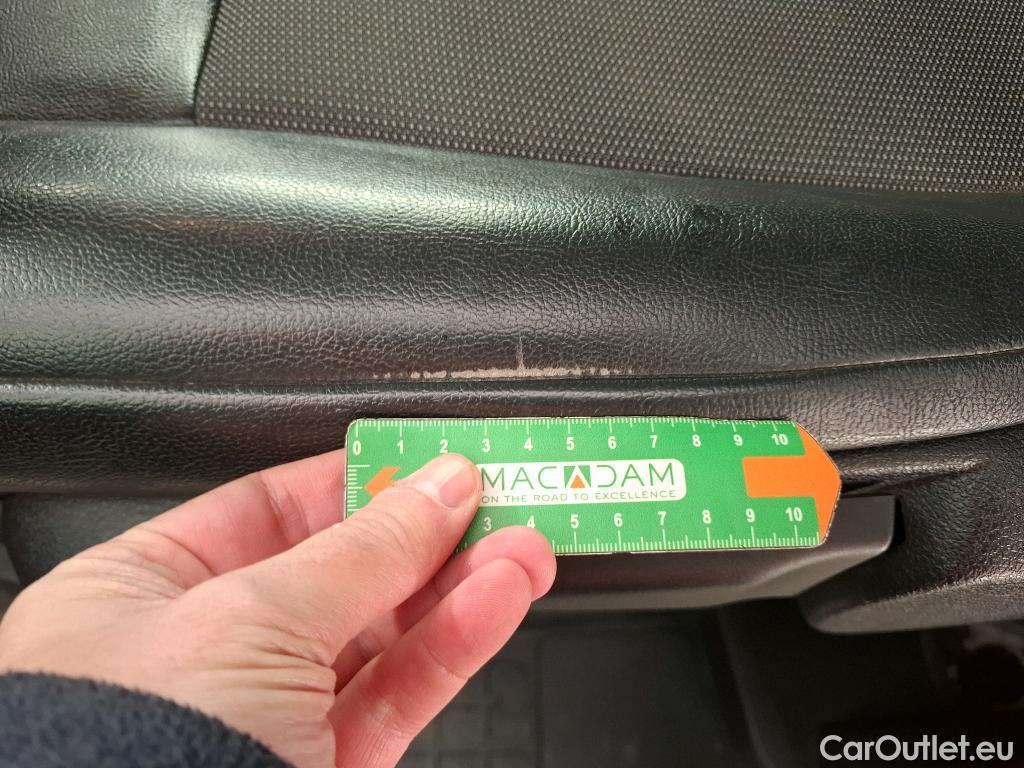 0 1 2 3 4 5 6 7 8 9 10
MACADAM
ON THE ROAD TO EXCELLENCE
3 4 5 6 7 8 9 10
CarOutlet.eu